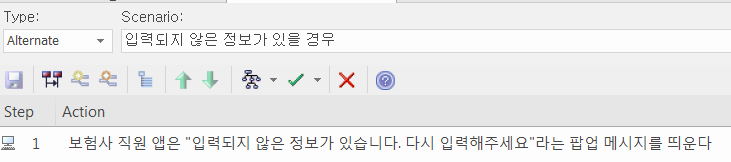 Type: Scenario:
Alternate 입력되지 않은 정보가 있을 경우
Step Action
1 보험사 직원 앱은 "입력되지 않은 정보가 있습니다. 다시 입력해주세요"라는 팝업 메시지를 띄운다